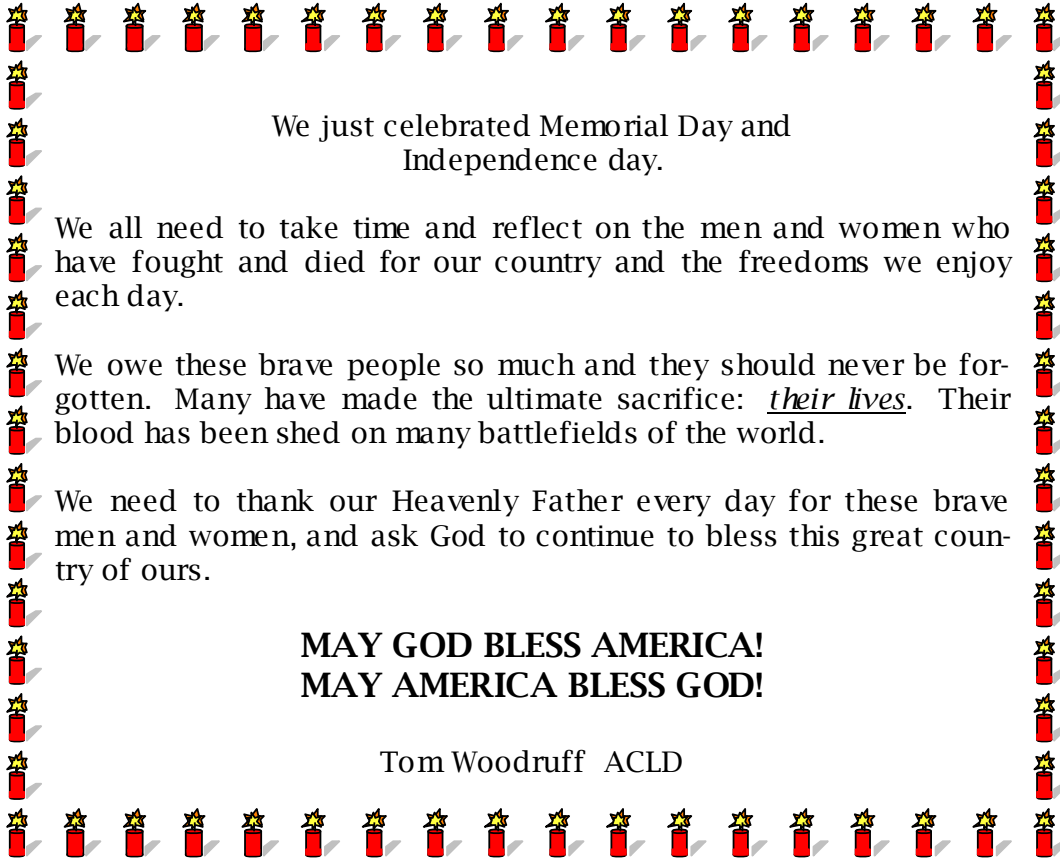 We just celebrated Memorial Day and
Independence day.
We all need to take time and reflect on the men and women who
have fought and died for our country and the freedoms we enjoy
each day.
We owe these brave people so much and they should never be for-
gotten. Many have made the ultimate sacrifice: their lives. Their
blood has been shed on many battlefields of the world.
We need to thank our Heavenly Father every day for these brave
men and women, and ask God to continue to bless this great coun-
try of ours.
MAY GOD BLESS AMERICA!
MAY AMERICA BLESS GOD!
Tom Woodruff ACLD